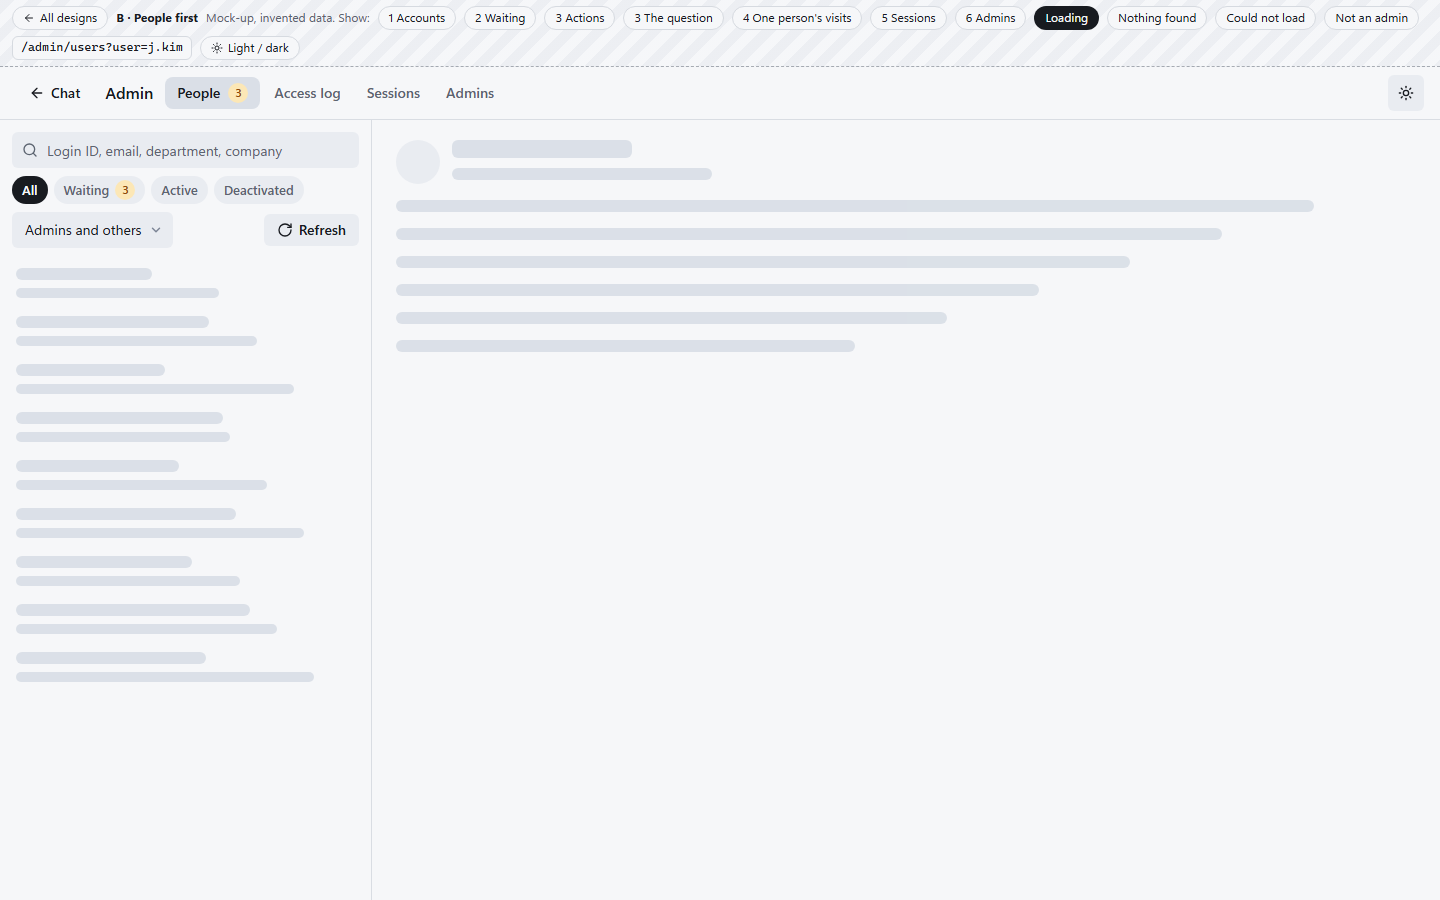 All designs B · People first Mock-up, invented data. Show: 1 Accounts 2 Waiting 3 Actions 3 The question 4 One person's visits 5 Sessions 6 Admins Loading Nothing found Could not load Not an admin
/admin/users?user=j.kim Light / dark
Chat Admin People 3 Access log Sessions Admins
Login ID, email, department, company
All Waiting 3 Active Deactivated
Admins and others Refresh